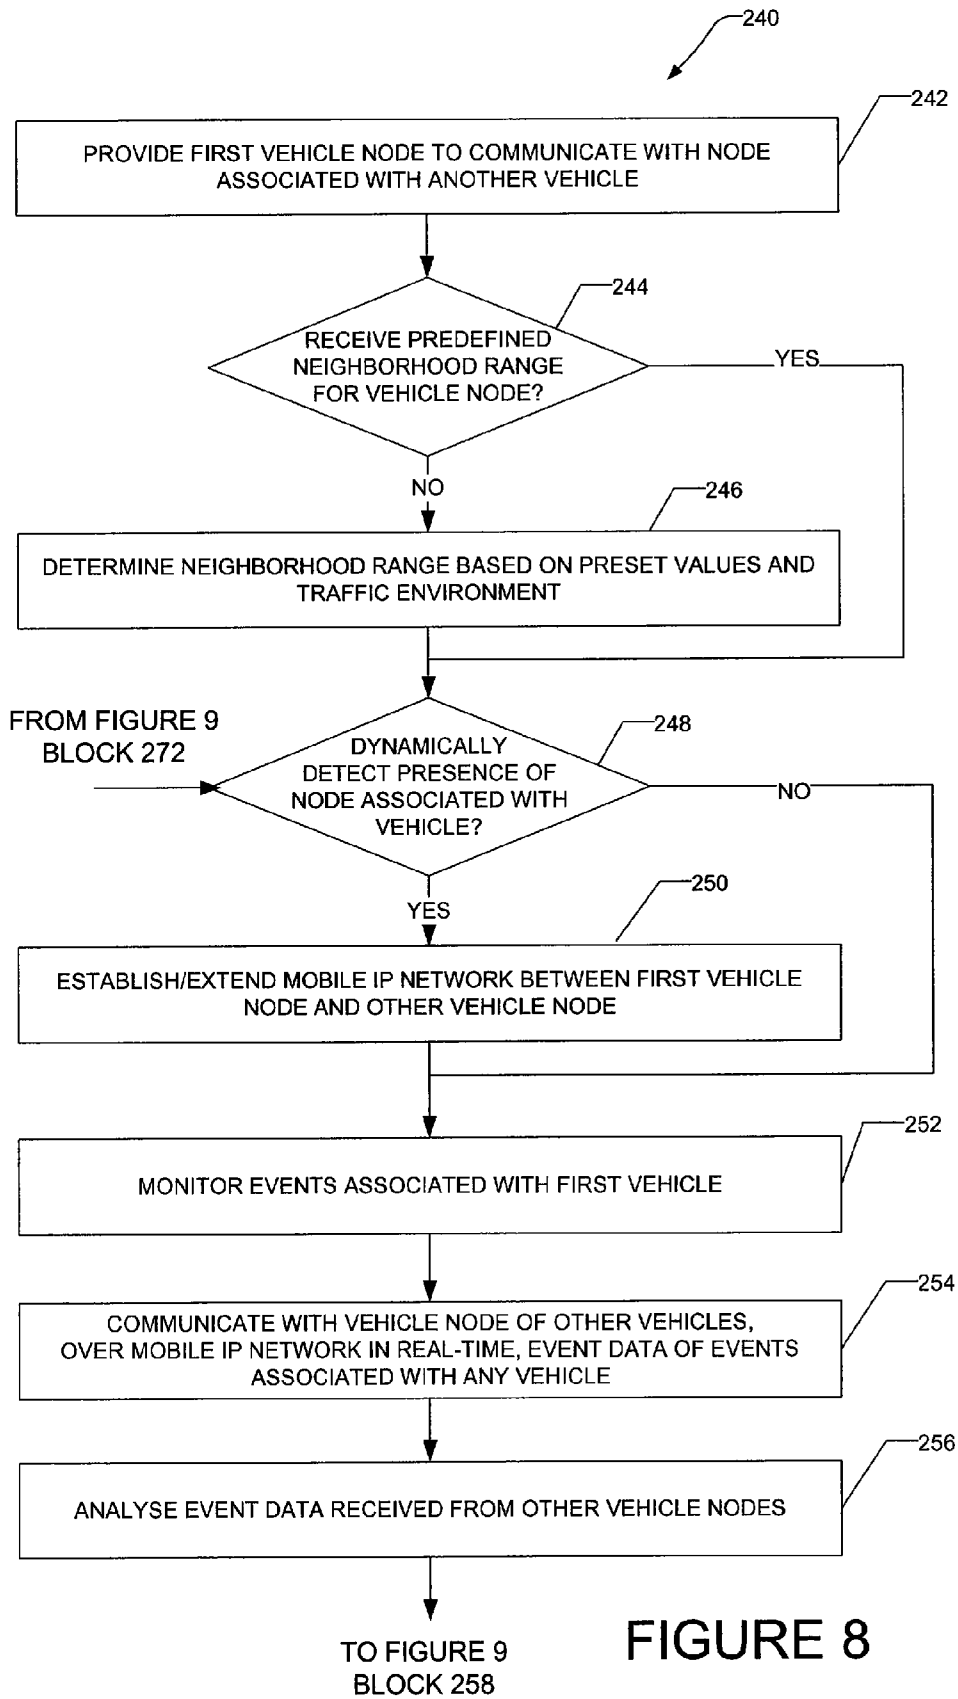 240
242
PROVIDE FIRST VEHICLE NODE TO COMMUNICATE WITH NODE
ASSOCIATED WITH ANOTHER VEHICLE
244
RECEIVE PREDEFINED
NEIGHBORHOOD RANGE
FOR VEHICLE NODE?
YES
NO
246
DETERMINE NEIGHBORHOOD RANGE BASED ON PRESET VALUES AND
TRAFFIC ENVIRONMENT
FROM FIGURE 9
BLOCK 272
248
DYNAMICALLY
DETECT PRESENCE OF
NODE ASSOCIATED WITH
VEHICLE?
NO
YES
250
ESTABLISH/EXTEND MOBILE IP NETWORK BETWEEN FIRST VEHICLE
NODE AND OTHER VEHICLE NODE
252
MONITOR EVENTS ASSOCIATED WITH FIRST VEHICLE
254
COMMUNICATE WITH VEHICLE NODE OF OTHER VEHICLES,
OVER MOBILE IP NETWORK IN REAL-TIME, EVENT DATA OF EVENTS
ASSOCIATED WITH ANY VEHICLE
256
ANALYSE EVENT DATA RECEIVED FROM OTHER VEHICLE NODES
TO FIGURE 9
BLOCK 258
FIGURE 8